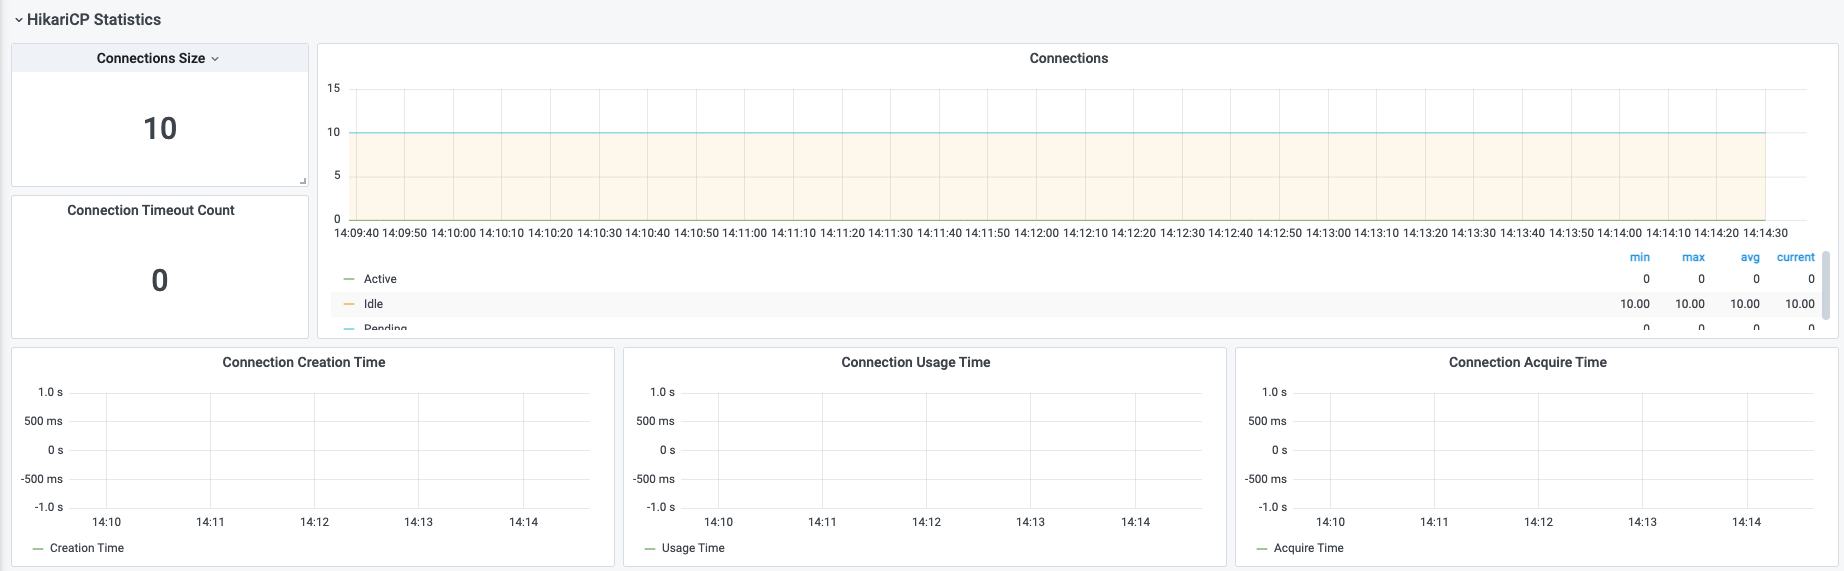 HikariCP Statistics
Connections Size
10
Connection Timeout Count
0
Connections
15
10
5
0
14:09:40 14:09:50 14:10:00 14:10:10 14:10:20 14:10:30 14:10:40 14:10:50 14:11:00 14:11:10 14:11:20 14:11:30 14:11:40 14:11:50 14:12:00 14:12:10 14:12:20 14:12:30 14:12:40 14:12:50 14:13:00 14:13:10 14:13:20 14:13:30 14:13:40 14:13:50 14:14:00 14:14:10 14:14:20 14:14:30
min max avg current
Active 0 0 0 0
Idle 10.00 10.00 10.00 10.00
Pending 0 0 0 0
Connection Creation Time
1.0 s
500 ms
0 s
-500 ms
-1.0 s
14:10 14:11 14:12 14:13 14:14
Creation Time
Connection Usage Time
1.0 s
500 ms
0 s
-500 ms
-1.0 s
14:10 14:11 14:12 14:13 14:14
Usage Time
Connection Acquire Time
1.0 s
500 ms
0 s
-500 ms
-1.0 s
14:10 14:11 14:12 14:13 14:14
Acquire Time